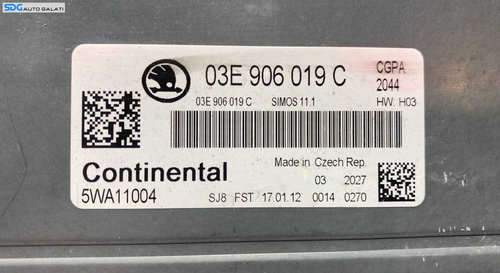 SDG AUTO GALATI
03E 906 019 C
CGPA
2044
03E 906 019 C SIMOS 11.1 HW: H03
Continental
Made in Czech Rep.
03 2027
5WA11004 SJ8 FST 17.01.12 0014 0270